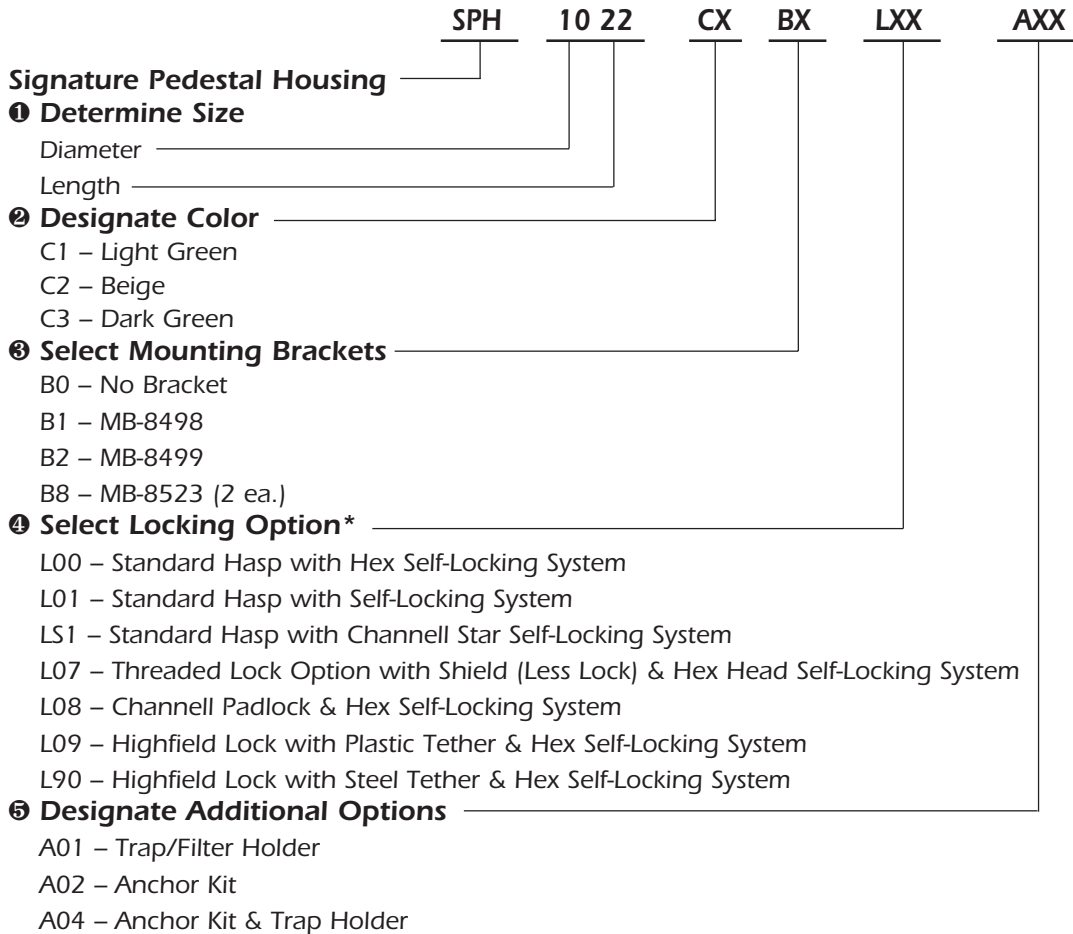 SPH 10 22 CX BX LXX AXX
Signature Pedestal Housing
❶ Determine Size
Diameter
Length
❷ Designate Color
C1 – Light Green
C2 – Beige
C3 – Dark Green
❸ Select Mounting Brackets
B0 – No Bracket
B1 – MB-8498
B2 – MB-8499
B8 – MB-8523 (2 ea.)
❹ Select Locking Option*
L00 – Standard Hasp with Hex Self-Locking System
L01 – Standard Hasp with Self-Locking System
LS1 – Standard Hasp with Channell Star Self-Locking System
L07 – Threaded Lock Option with Shield (Less Lock) & Hex Head Self-Locking System
L08 – Channell Padlock & Hex Self-Locking System
L09 – Highfield Lock with Plastic Tether & Hex Self-Locking System
L90 – Highfield Lock with Steel Tether & Hex Self-Locking System
❺ Designate Additional Options
A01 – Trap/Filter Holder
A02 – Anchor Kit
A04 – Anchor Kit & Trap Holder